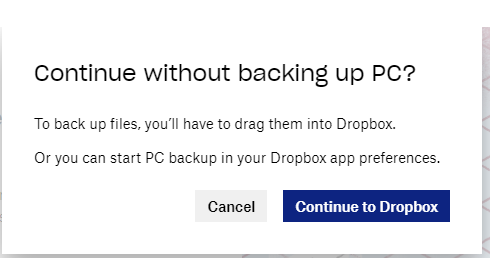 Continue without backing up PC?
To back up files, you’ll have to drag them into Dropbox.
Or you can start PC backup in your Dropbox app preferences.
Cancel
Continue to Dropbox